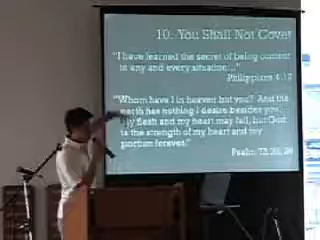 10. You Shall Not Covet
"I have learned the secret of being content
in any and every situation..."
Philippians 4:12
"Whom have I in heaven but you? And the
earth has nothing I desire besides you.
My flesh and my heart may fail, but God
is the strength of my heart and my
portion forever."
Psalm 73:25, 26